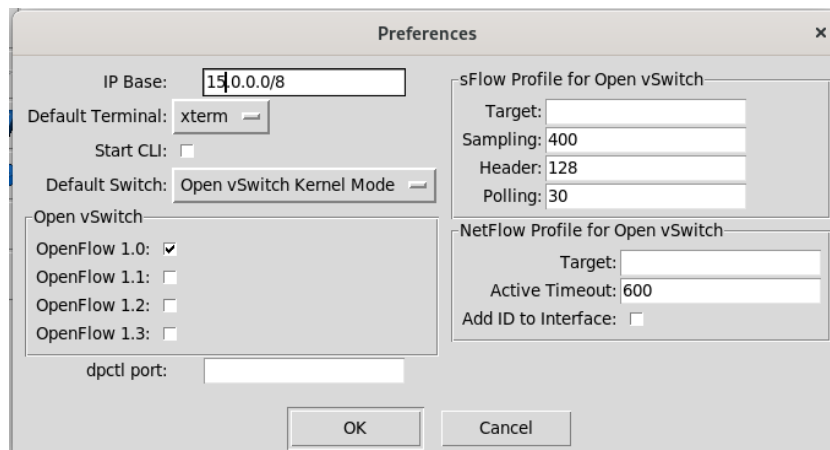 Preferences
×
IP Base: 15.0.0.0/8
Default Terminal: xterm
Start CLI:
Default Switch: Open vSwitch Kernel Mode
Open vSwitch
OpenFlow 1.0:
OpenFlow 1.1:
OpenFlow 1.2:
OpenFlow 1.3:
dpctl port:
sFlow Profile for Open vSwitch
Target:
Sampling: 400
Header: 128
Polling: 30
NetFlow Profile for Open vSwitch
Target:
Active Timeout: 600
Add ID to Interface:
OK
Cancel